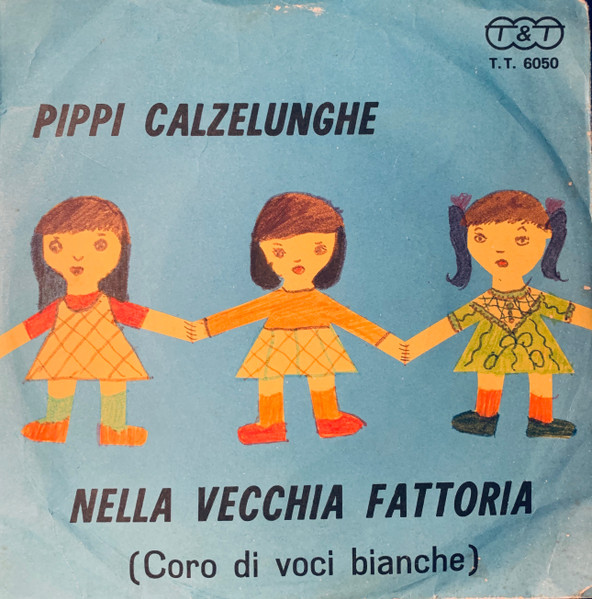 T&T
T.T. 6050
PIPPI CALZELUNGHE
NELLA VECCHIA FATTORIA
(Coro di voci bianche)